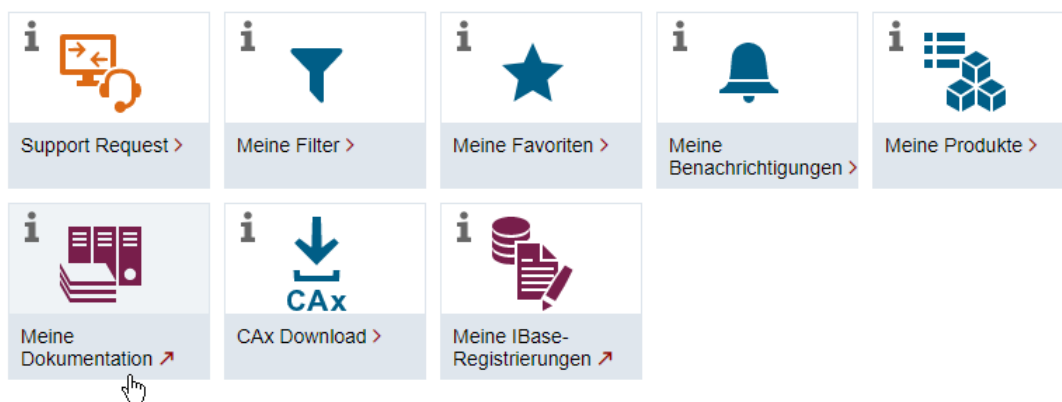 Support Request >
Meine Filter >
Meine Favoriten >
Meine
Benachrichtigungen >
Meine Produkte >
Meine
Dokumentation ↗
CAx
CAx Download >
Meine IBase-
Registrierungen ↗